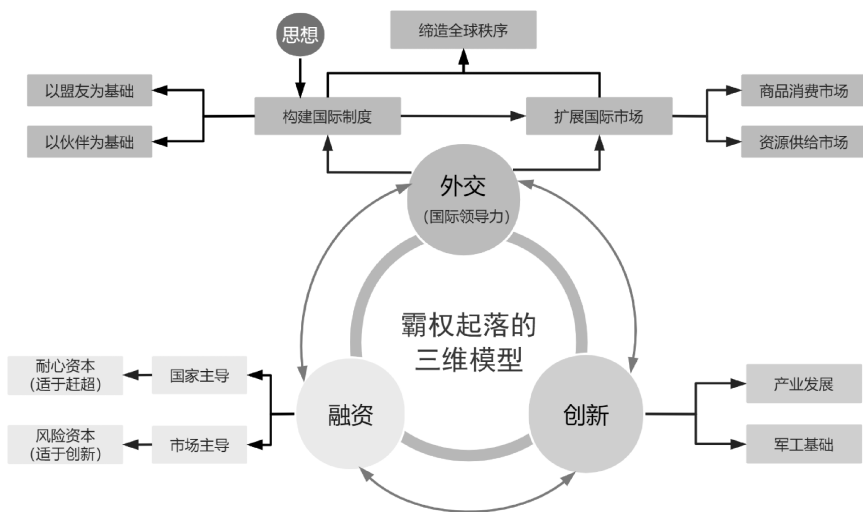 思想
缔造全球秩序
以盟友为基础
以伙伴为基础
构建国际制度
扩展国际市场
商品消费市场
资源供给市场
外交
（国际领导力）
霸权起落的
三维模型
耐心资本
（适于赶超）
国家主导
风险资本
（适于创新）
市场主导
融资
创新
产业发展
军工基础